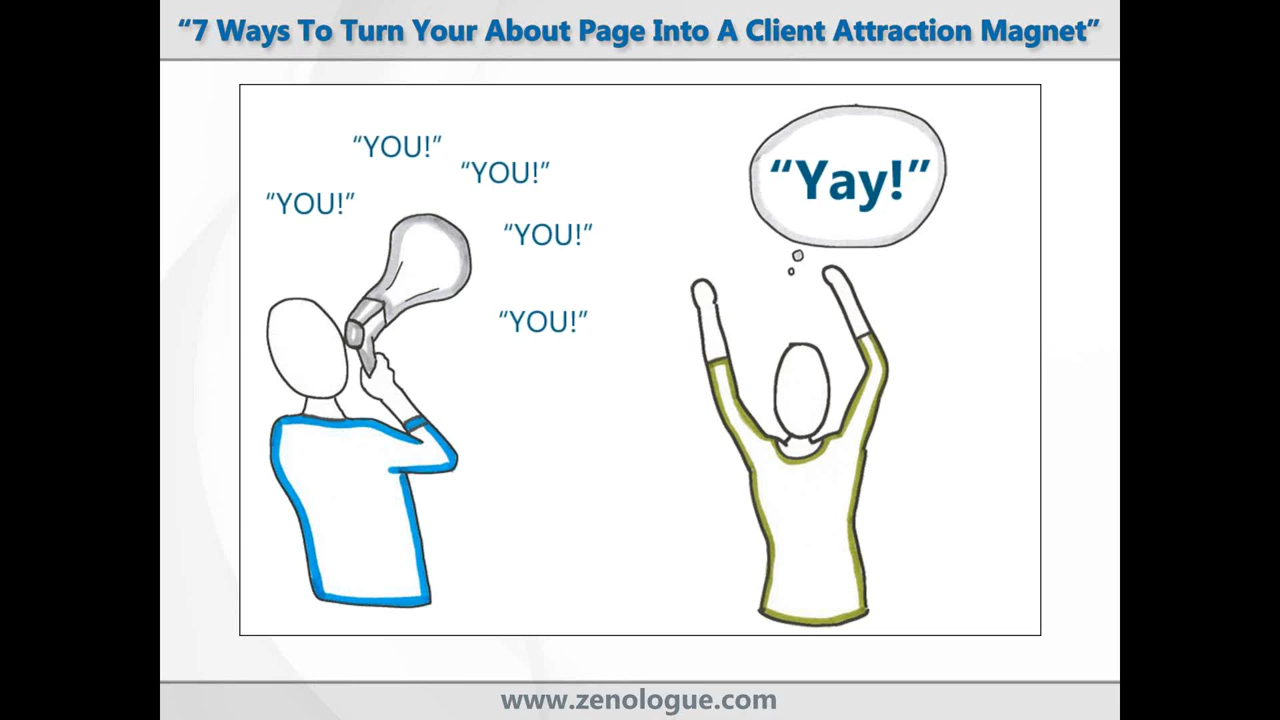 “7 Ways To Turn Your About Page Into A Client Attraction Magnet”
“YOU!”
“YOU!”
“YOU!”
“YOU!”
“YOU!”
“Yay!”
www.zenologue.com